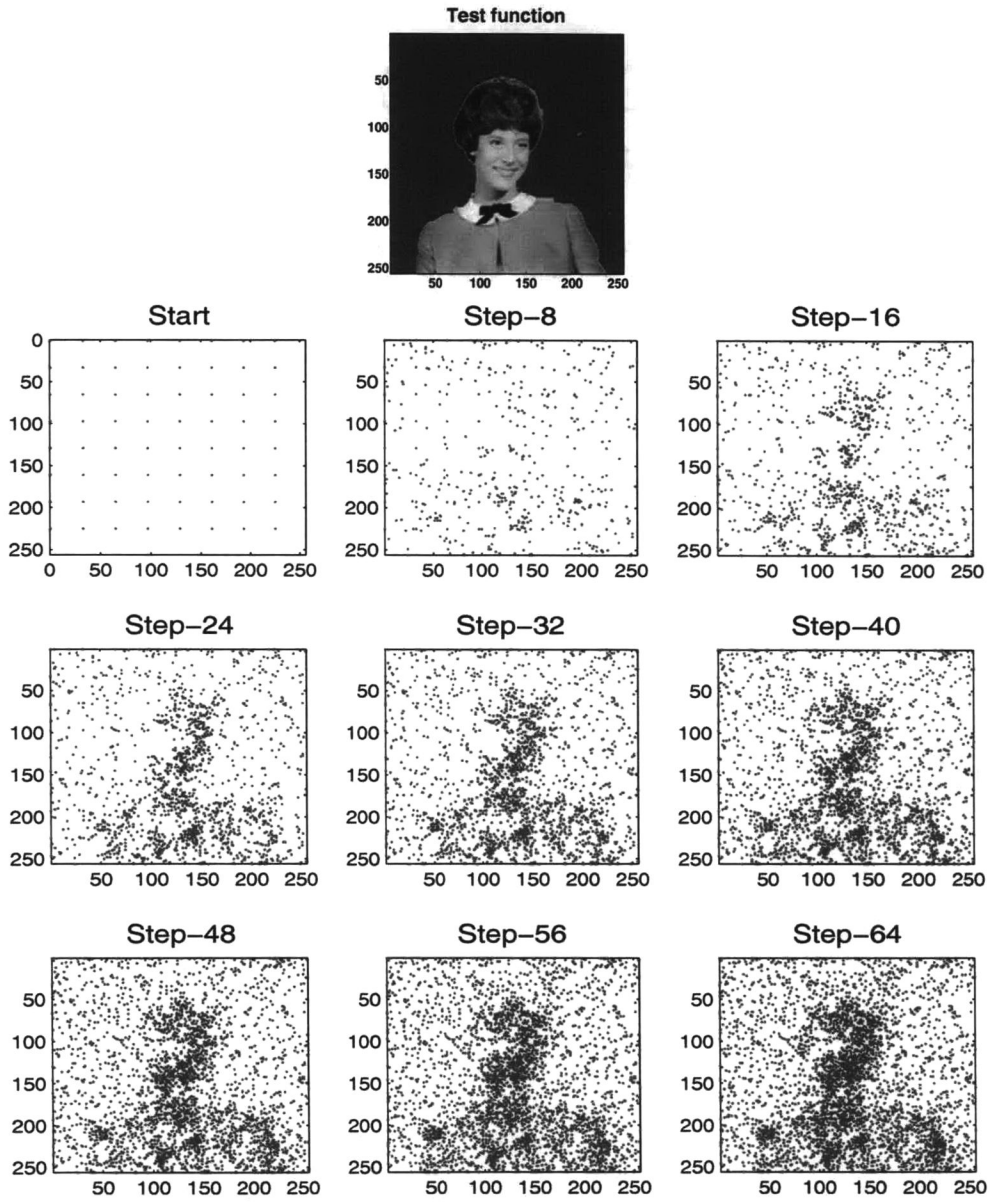 Test function
50
100
150
200
250
50 100 150 200 250
Start Step−8 Step−16
0
50 50 50
100 100 100
150 150 150
200 200 200
250 250 250
0 50 100 150 200 250 50 100 150 200 250 50 100 150 200 250
Step−24 Step−32 Step−40
50 50 50
100 100 100
150 150 150
200 200 200
250 250 250
50 100 150 200 250 50 100 150 200 250 50 100 150 200 250
Step−48 Step−56 Step−64
50 50 50
100 100 100
150 150 150
200 200 200
250 250 250
50 100 150 200 250 50 100 150 200 250 50 100 150 200 250